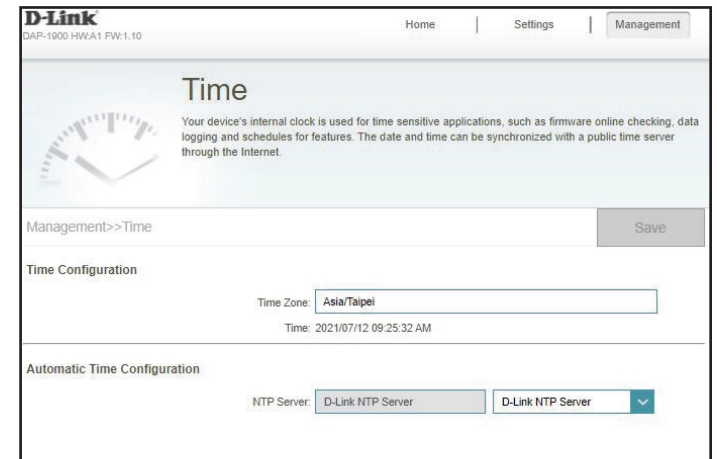 D-Link
DAP-1900 HW:A1 FW:1.10
Home | Settings | Management
Time
Your device's internal clock is used for time sensitive applications, such as firmware online checking, data
logging and schedules for features. The date and time can be synchronized with a public time server
through the Internet.
Management>>Time
Save
Time Configuration
Time Zone: Asia/Taipei
Time: 2021/07/12 09:25:32 AM
Automatic Time Configuration
NTP Server: D-Link NTP Server D-Link NTP Server